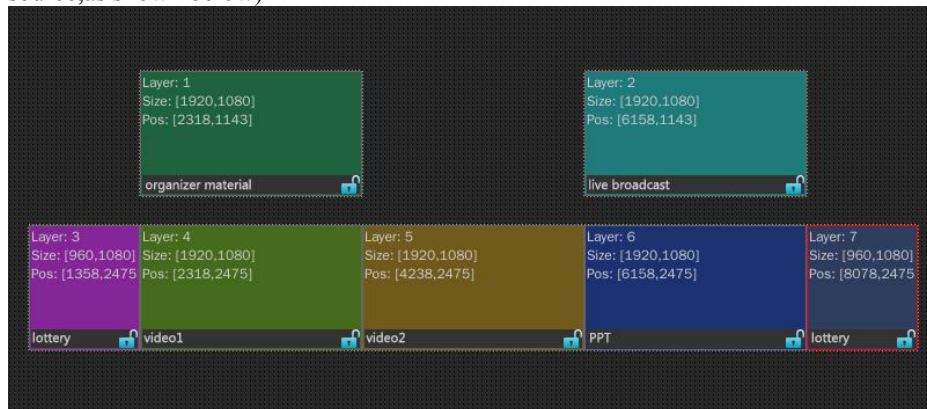 Layer: 1
Size: [1920,1080]
Pos: [2318,1143]
organizer material
Layer: 2
Size: [1920,1080]
Pos: [6158,1143]
live broadcast
Layer: 3
Size: [960,1080]
Pos: [1358,2475
lottery
Layer: 4
Size: [1920,1080]
Pos: [2318,2475]
video1
Layer: 5
Size: [1920,1080]
Pos: [4238,2475]
video2
Layer: 6
Size: [1920,1080]
Pos: [6158,2475]
PPT
Layer: 7
Size: [960,1080]
Pos: [8078,2475
lottery